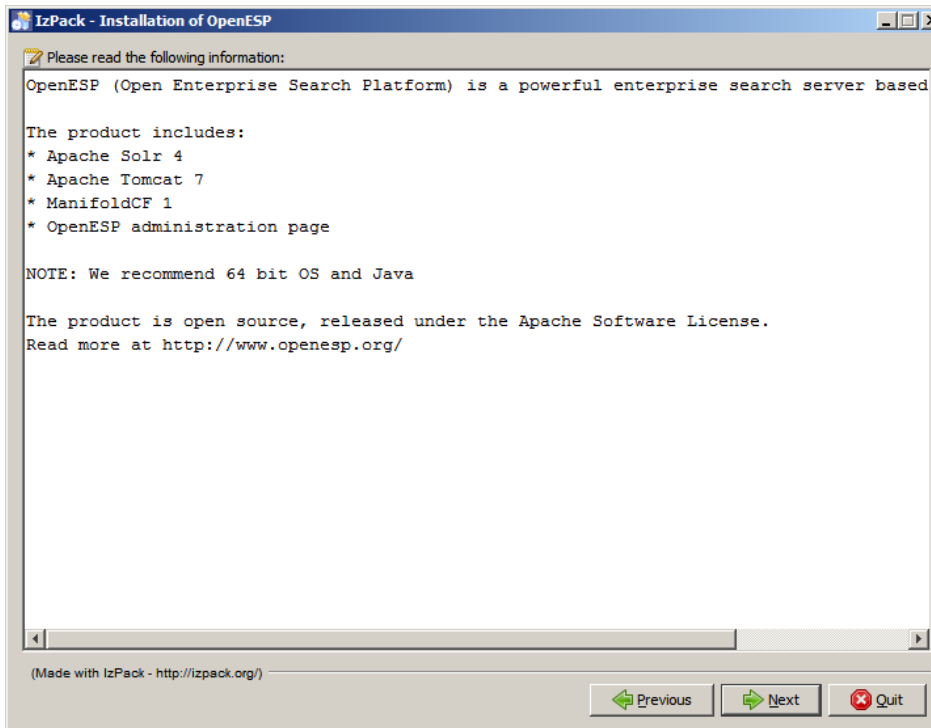 IzPack - Installation of OpenESP
Please read the following information:
OpenESP (Open Enterprise Search Platform) is a powerful enterprise search server based
The product includes:
* Apache Solr 4
* Apache Tomcat 7
* ManifoldCF 1
* OpenESP administration page
NOTE: We recommend 64 bit OS and Java
The product is open source, released under the Apache Software License.
Read more at http://www.openesp.org/
(Made with IzPack - http://izpack.org/)
Previous
Next
Quit